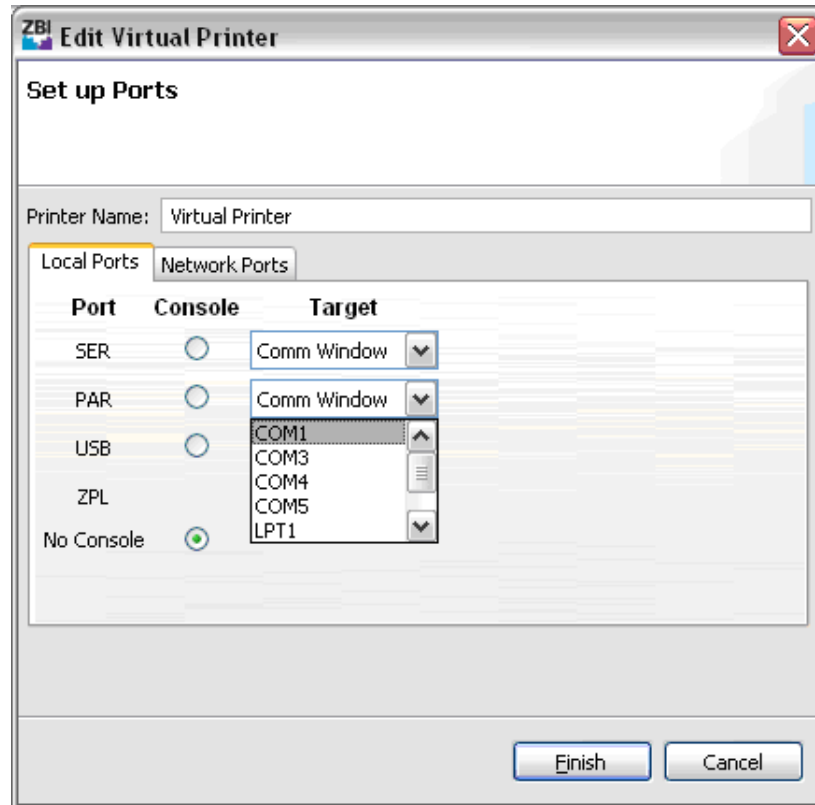 ZBI Edit Virtual Printer
Set up Ports
Printer Name: Virtual Printer
Local Ports Network Ports
Port Console Target
SER Comm Window
PAR Comm Window
COM1
USB
COM3
COM4
ZPL
COM5
No Console
LPT1
Finish Cancel